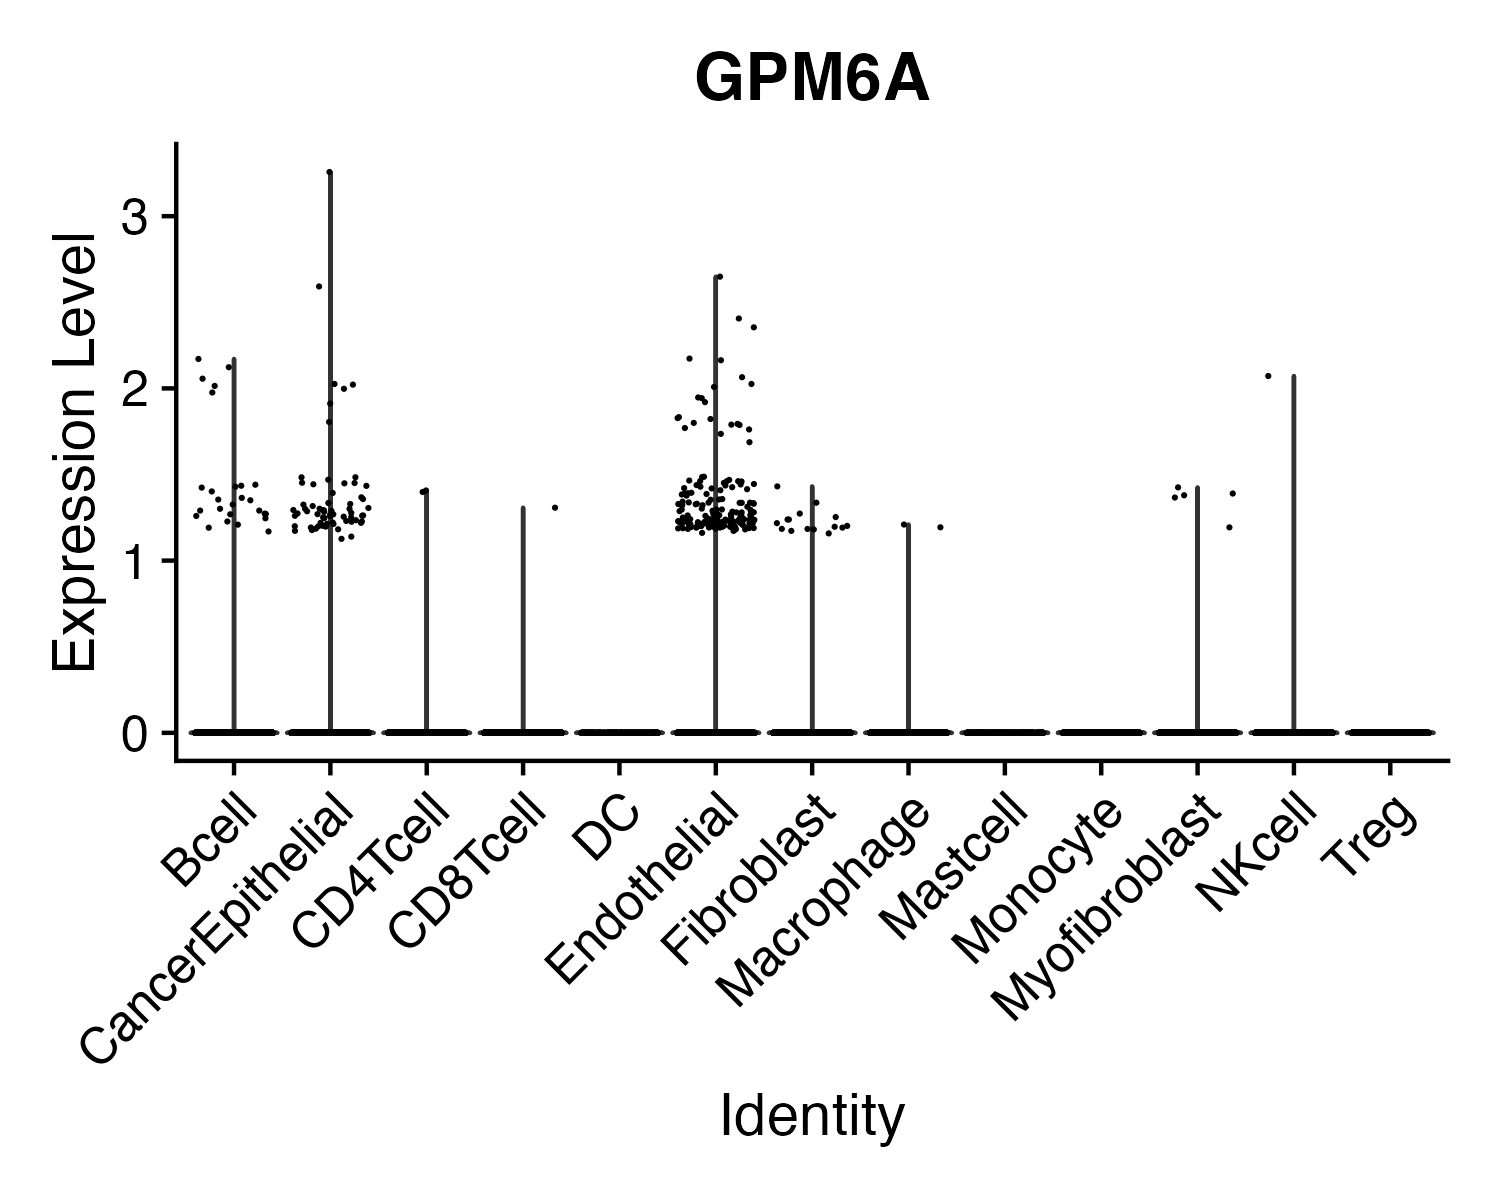 GPM6A
Expression Level
3
2
1
0
Bcell
CancerEpithelial
CD4Tcell
CD8Tcell
DC
Endothelial
Fibroblast
Macrophage
Mastcell
Monocyte
Myofibroblast
NKcell
Treg
Identity